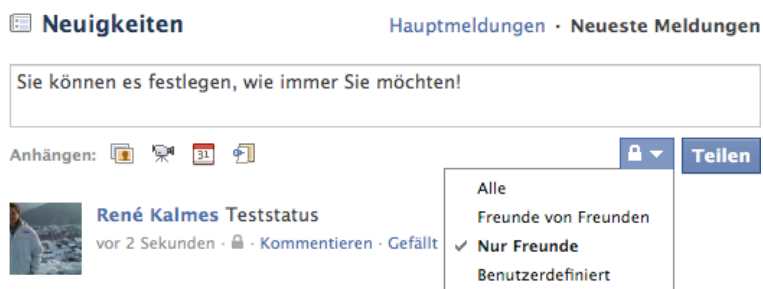 Neuigkeiten
Hauptmeldungen · Neueste Meldungen
Sie können es festlegen, wie immer Sie möchten!
Anhängen: 31 Teilen
Alle
Freunde von Freunden
Nur Freunde
Benutzerdefiniert
René Kalmes Teststatus
vor 2 Sekunden · Kommentieren · Gefällt